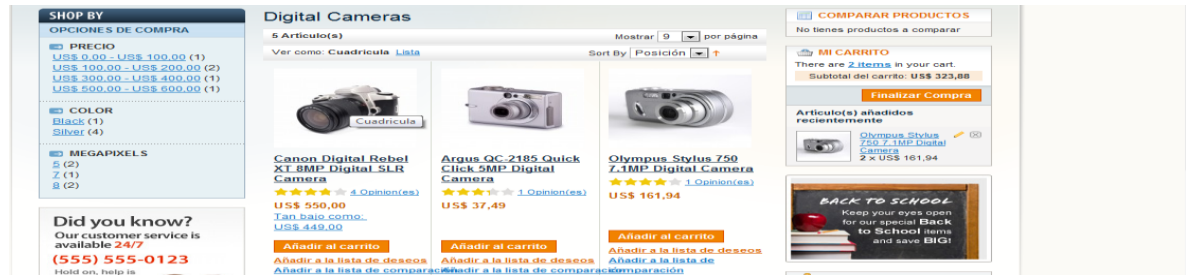 SHOP BY
OPCIONES DE COMPRA
PRECIO
US$ 0.00 - US$ 100.00 (1)
US$ 100.00 - US$ 200.00 (2)
US$ 300.00 - US$ 400.00 (1)
US$ 500.00 - US$ 600.00 (1)
COLOR
Black (1)
Silver (4)
MEGAPIXELS
5 (2)
7 (1)
8 (2)
Did you know?
Our customer service is
available 24/7
(555) 555-0123
Hold on, help is
Digital Cameras
5 Artículo(s)
Mostrar 9 por página
Ver como: Cuadrícula Lista
Sort By Posición
Cuadrícula
Canon Digital Rebel
XT 8MP Digital SLR
Camera
4 Opinion(es)
US$ 550,00
Tan bajo como:
US$ 449.00
Añadir al carrito
Añadir a la lista de deseos
Añadir a la lista de comparación
Argus QC-2185 Quick
Click 5MP Digital
Camera
1 Opinion(es)
US$ 37,49
Añadir al carrito
Añadir a la lista de deseos
Añadir a la lista de comparación
Olympus Stylus 750
7.1MP Digital Camera
1 Opinion(es)
US$ 161,94
Añadir al carrito
Añadir a la lista de deseos
Añadir a la lista de
comparación
COMPARAR PRODUCTOS
No tienes productos a comparar
MI CARRITO
There are 2 items in your cart.
Subtotal del carrito: US$ 323,88
Finalizar Compra
Artículo(s) añadidos
recientemente
Olympus Stylus
750 7.1MP Digital
Camera
2 x US$ 161,94
BACK TO SCHOOL
Keep your eyes open
for our special Back
to School items
and save BIG!